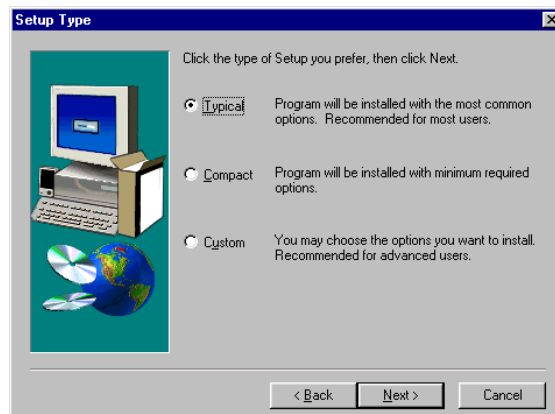 Setup Type
Click the type of Setup you prefer, then click Next.
Typical
Program will be installed with the most common
options. Recommended for most users.
Compact
Program will be installed with minimum required
options.
Custom
You may choose the options you want to install.
Recommended for advanced users.
< Back
Next >
Cancel